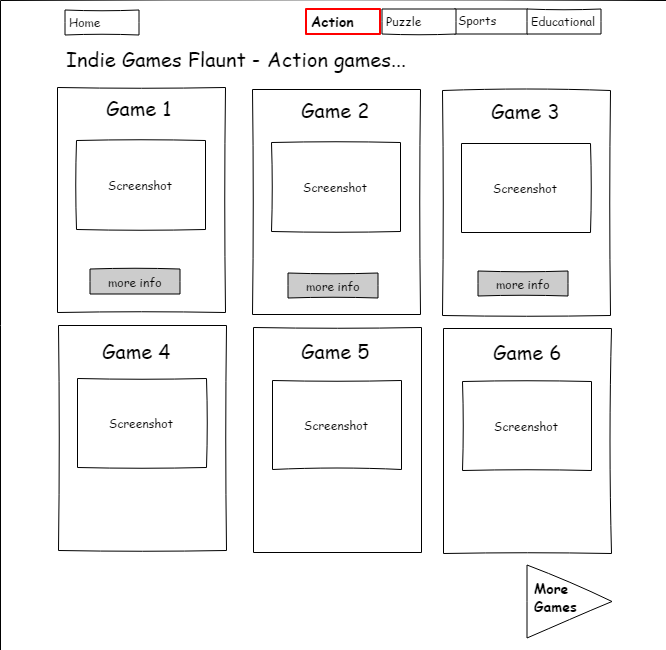 Home
Action
Puzzle
Sports
Educational
Indie Games Flaunt - Action games...
Game 1
Game 2
Game 3
Screenshot
Screenshot
Screenshot
more info
more info
more info
Game 4
Game 5
Game 6
Screenshot
Screenshot
Screenshot
More
Games